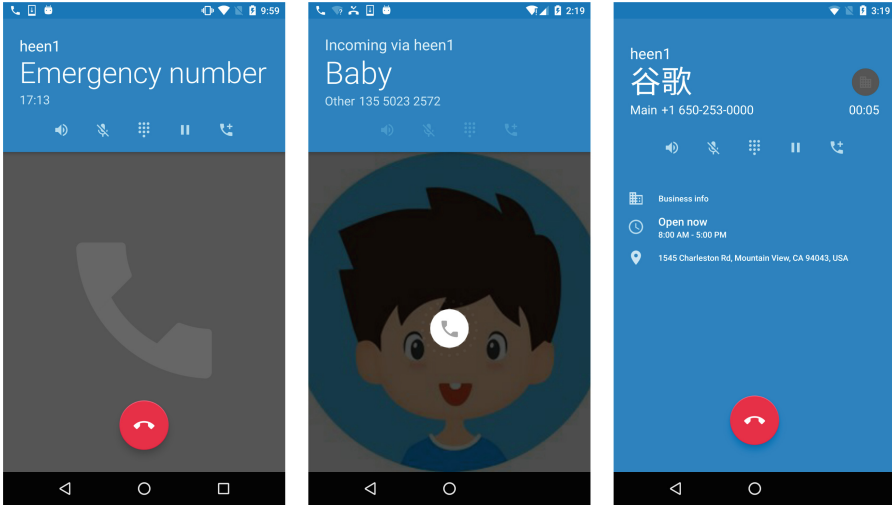 9:59
heen1
Emergency number
17:13
2:19
Incoming via heen1
Baby
Other 135 5023 2572
3:19
heen1
谷歌
Main +1 650-253-0000
00:05
Business info
Open now
8:00 AM - 5:00 PM
1545 Charleston Rd, Mountain View, CA 94043, USA